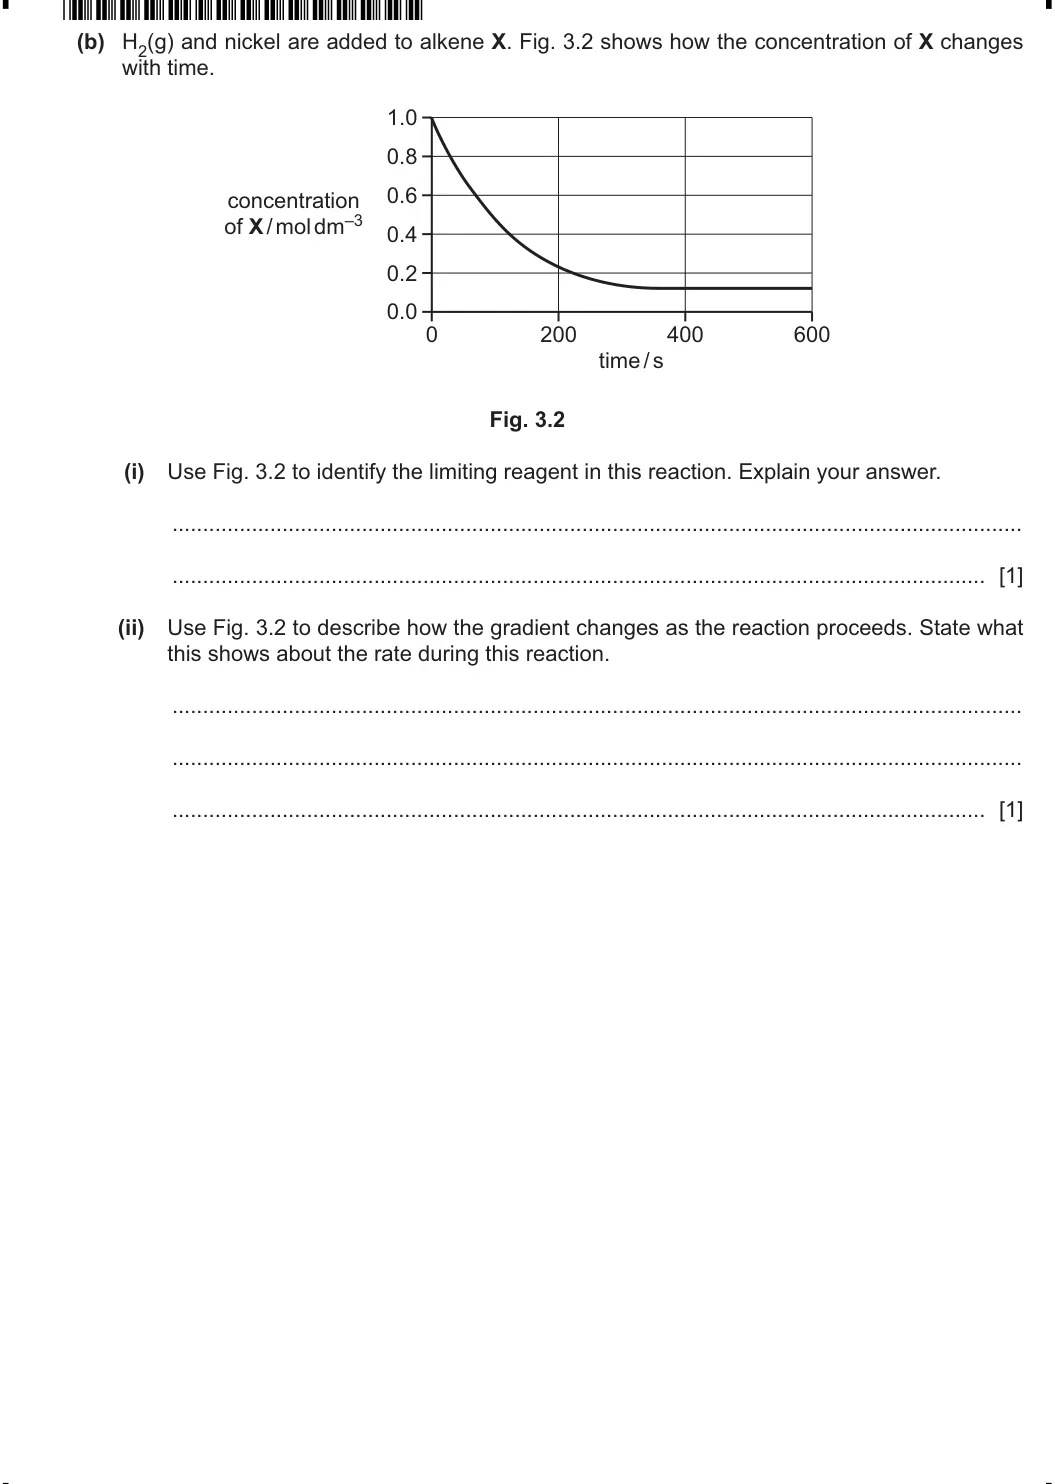 (b) H2(g) and nickel are added to alkene X. Fig. 3.2 shows how the concentration of X changes
with time.
1.0
0.8
0.6
0.4
0.2
0.0
concentration
of X / mol dm–3
0 200 400 600
time / s
Fig. 3.2
(i) Use Fig. 3.2 to identify the limiting reagent in this reaction. Explain your answer.
..............................................................................................................................................
....................................................................................................................................... [1]
(ii) Use Fig. 3.2 to describe how the gradient changes as the reaction proceeds. State what
this shows about the rate during this reaction.
..............................................................................................................................................
..............................................................................................................................................
....................................................................................................................................... [1]